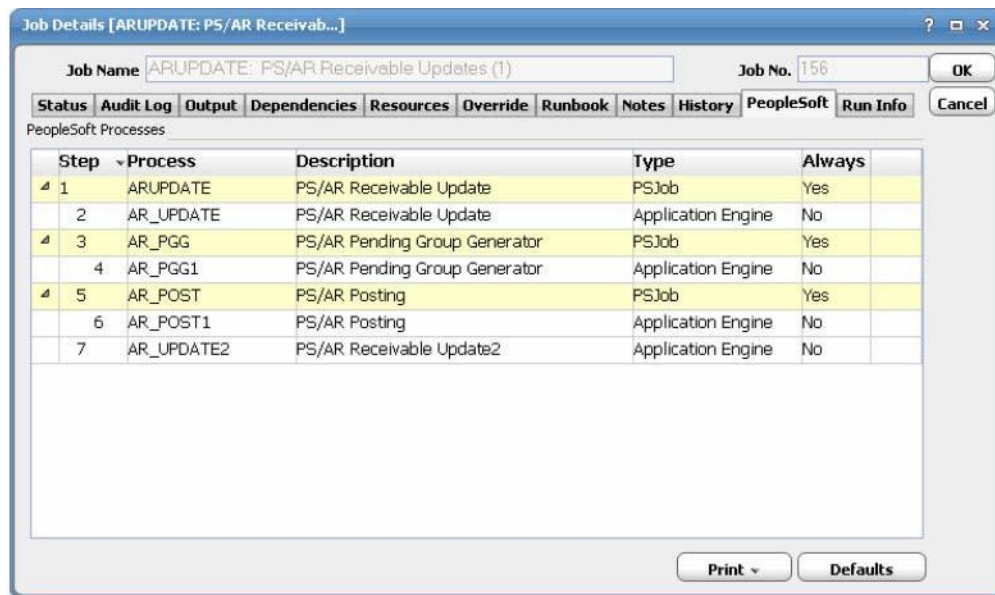 Job Details [ARUPDATE: PS/AR Receivab...]
Job Name ARUPDATE: PS/AR Receivable Updates (1) Job No. 156 OK
Status Audit Log Output Dependencies Resources Override Runbook Notes History PeopleSoft Run Info Cancel
PeopleSoft Processes
Step Process Description Type Always
1 ARUPDATE PS/AR Receivable Update PSJob Yes
2 AR_UPDATE PS/AR Receivable Update Application Engine No
3 AR_PGG PS/AR Pending Group Generator PSJob Yes
4 AR_PGG1 PS/AR Pending Group Generator Application Engine No
5 AR_POST PS/AR Posting PSJob Yes
6 AR_POST1 PS/AR Posting Application Engine No
7 AR_UPDATE2 PS/AR Receivable Update2 Application Engine No
Print Defaults